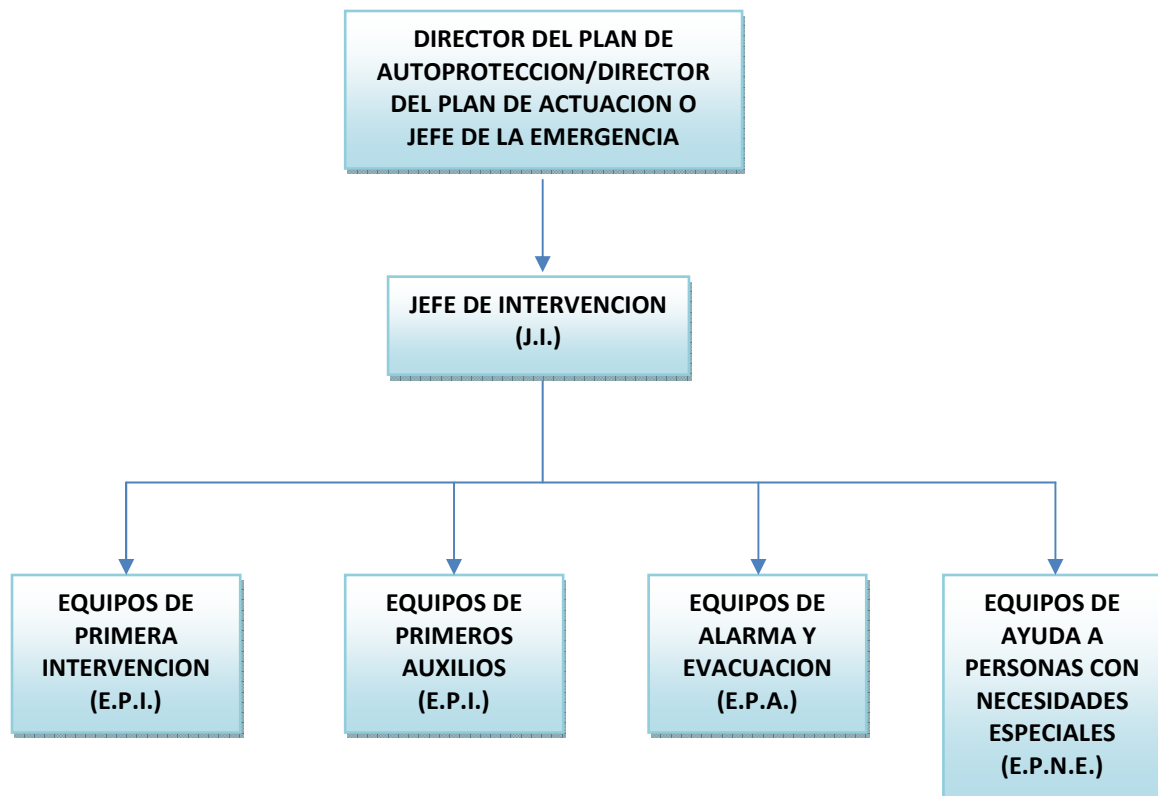 DIRECTOR DEL PLAN DE
AUTOPROTECCION/DIRECTOR
DEL PLAN DE ACTUACION O
JEFE DE LA EMERGENCIA
JEFE DE INTERVENCION
(J.I.)
EQUIPOS DE
PRIMERA
INTERVENCION
(E.P.I.)
EQUIPOS DE
PRIMEROS
AUXILIOS
(E.P.I.)
EQUIPOS DE
ALARMA Y
EVACUACION
(E.P.A.)
EQUIPOS DE
AYUDA A
PERSONAS CON
NECESIDADES
ESPECIALES
(E.P.N.E.)